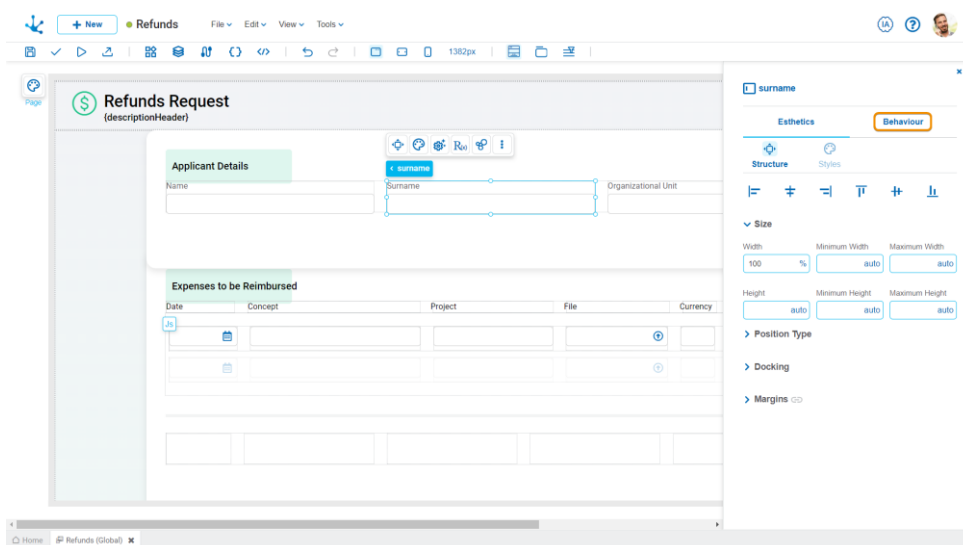 + New
Refunds
File
Edit
View
Tools
IA
?
1382px
Page
$
Refunds Request
{descriptionHeader}
surname
Esthetics
Behaviour
Structure
Styles
Applicant Details
surname
Name
Surname
Organizational Unit
Size
Width
Minimum Width
Maximum Width
100 %
auto
auto
Height
Minimum Height
Maximum Height
auto
auto
auto
Expenses to be Reimbursed
Date
Concept
Project
File
Currency
Js
Position Type
Docking
Margins
Home
Refunds (Global)